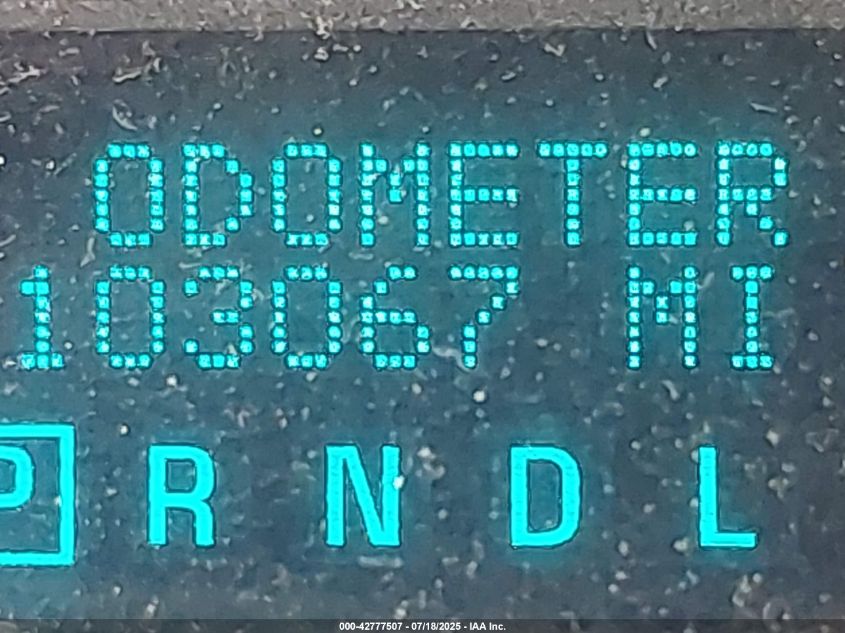 ODOMETER
103067 MI
P R N D L
000-42777507 - 07/18/2025 - IAA Inc.